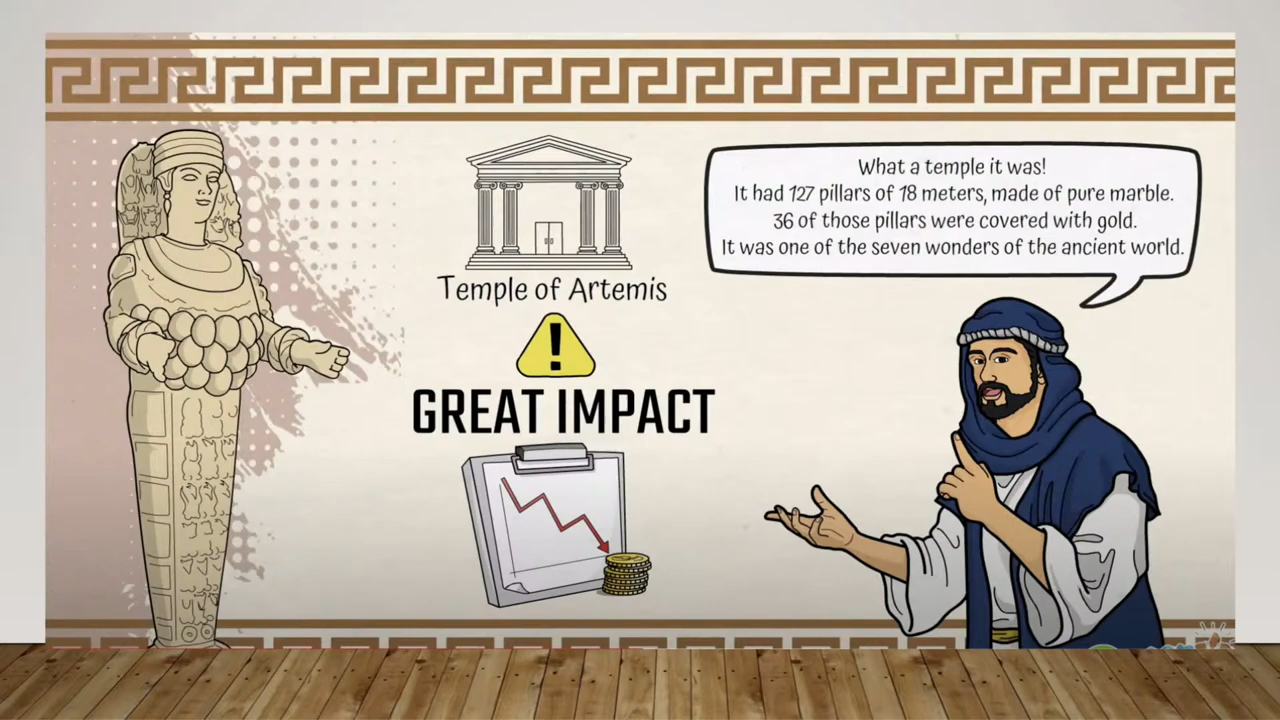 What a temple it was!
It had 127 pillars of 18 meters, made of pure marble.
36 of those pillars were covered with gold.
It was one of the seven wonders of the ancient world.
Temple of Artemis
!
GREAT IMPACT